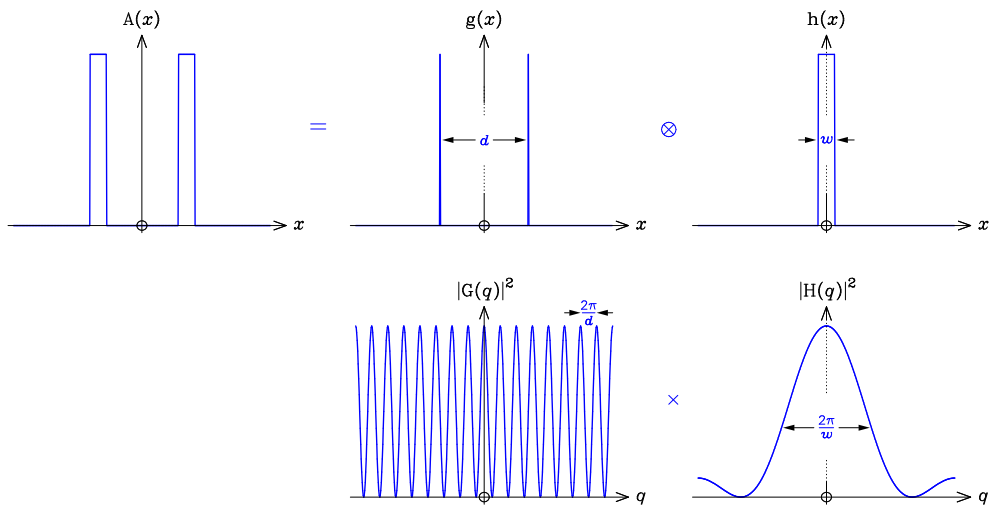 A(x)
g(x)
h(x)
=
d
⊗
w
x
x
x
|G(q)|²
2π/d
|H(q)|²
×
2π/w
q
q